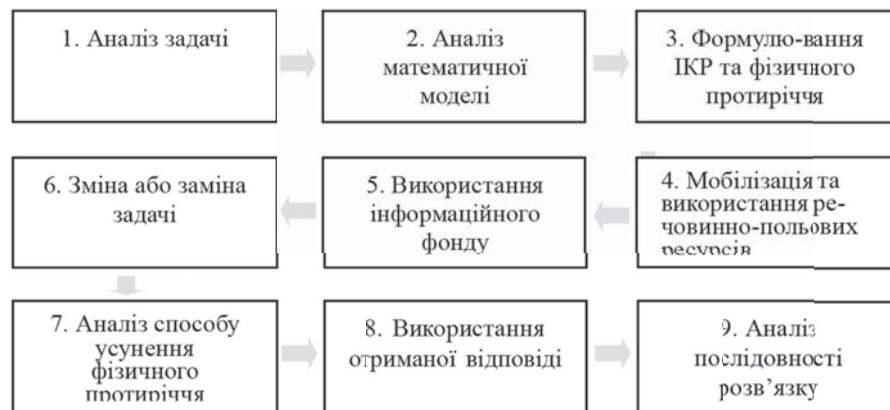 1. Аналіз задачі
2. Аналіз
математичної
моделі
3. Формулю-вання
ІКР та фізичного
протиріччя
6. Зміна або заміна
задачі
5. Використання
інформаційного
фонду
4. Мобілізація та
використання ре-
човинно-польових
ресурсів
7. Аналіз способу
усунення
фізичного
протиріччя
8. Використання
отриманої відповіді
9. Аналіз
послідовності
розв’язку